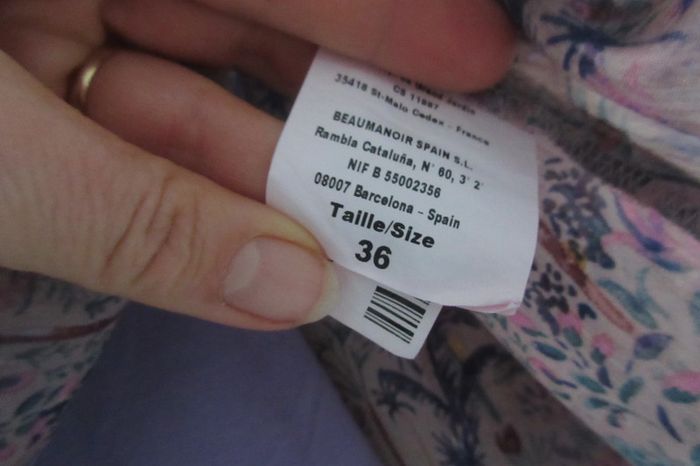 35418 St-Malo Cedex - France
BEAUMANOIR SPAIN S.L.
Rambla Cataluña, N° 60, 3° 2°
NIF B 55002356
08007 Barcelona - Spain
Taille/Size
36